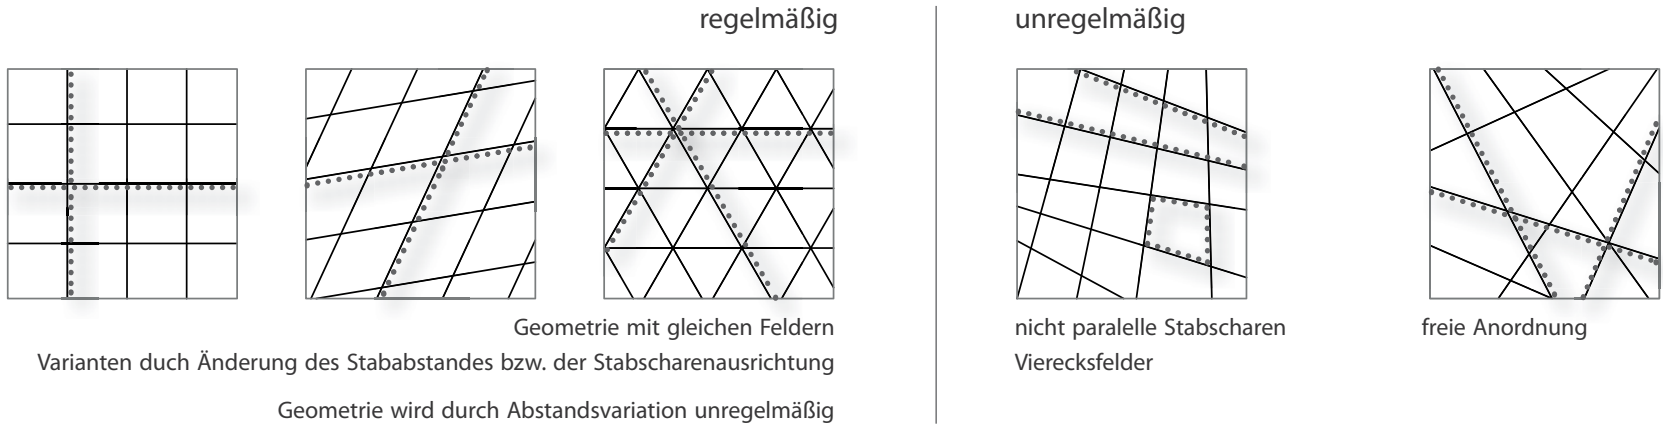 regelmäßig
Geometrie mit gleichen Feldern
Varianten duch Änderung des Stababstandes bzw. der Stabscharenausrichtung
Geometrie wird durch Abstandsvariation unregelmäßig
unregelmäßig
nicht paralelle Stabscharen
Vierecksfelder
freie Anordnung